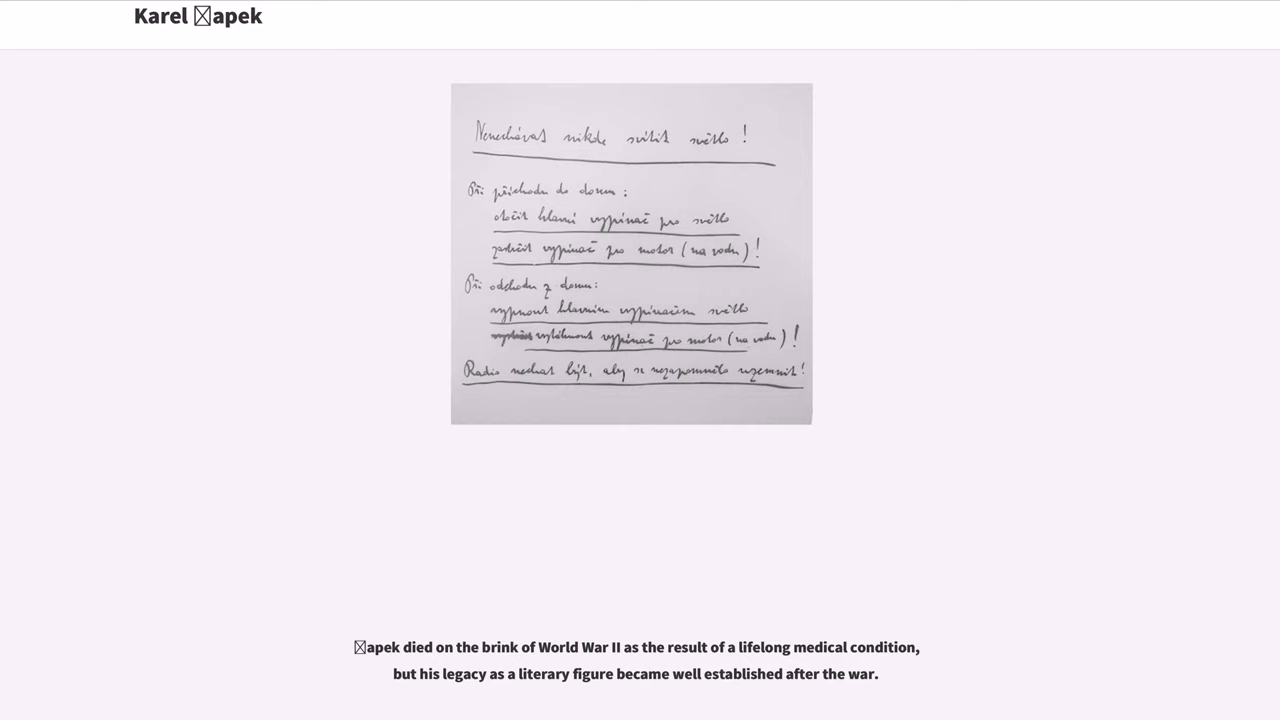 Karel □apek
Nenechávat nikde svítit světlo!
Při příchodu do domu:
otočit hlavní vypínač pro světlo
zastrčit vypínač pro motor (na vodu)!
Při odchodu z domu:
vypnout hlavním vypínačem světlo
vytáhnout vypínač pro motor (na vodu)!
Radio nechat být, aby se nezapomnělo uzemnit!
□apek died on the brink of World War II as the result of a lifelong medical condition,
but his legacy as a literary figure became well established after the war.